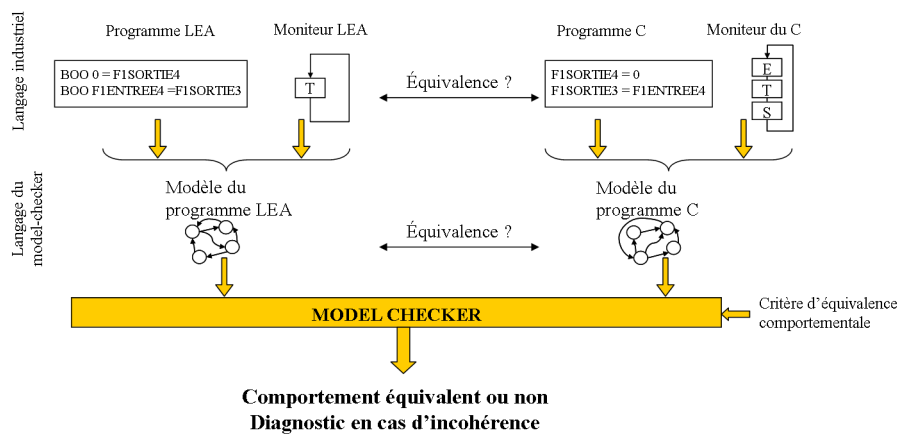 Programme LEA
Moniteur LEA
Programme C
Moniteur du C
Langage industriel
BOO 0 = F1SORTIE4
BOO F1ENTREE4 =F1SORTIE3
T
Équivalence ?
F1SORTIE4 = 0
F1SORTIE3 = F1ENTREE4
E
T
S
Langage du
model-checker
Modèle du
programme LEA
Modèle du
programme C
Équivalence ?
MODEL CHECKER
Critère d'équivalence
comportementale
Comportement équivalent ou non
Diagnostic en cas d'incohérence